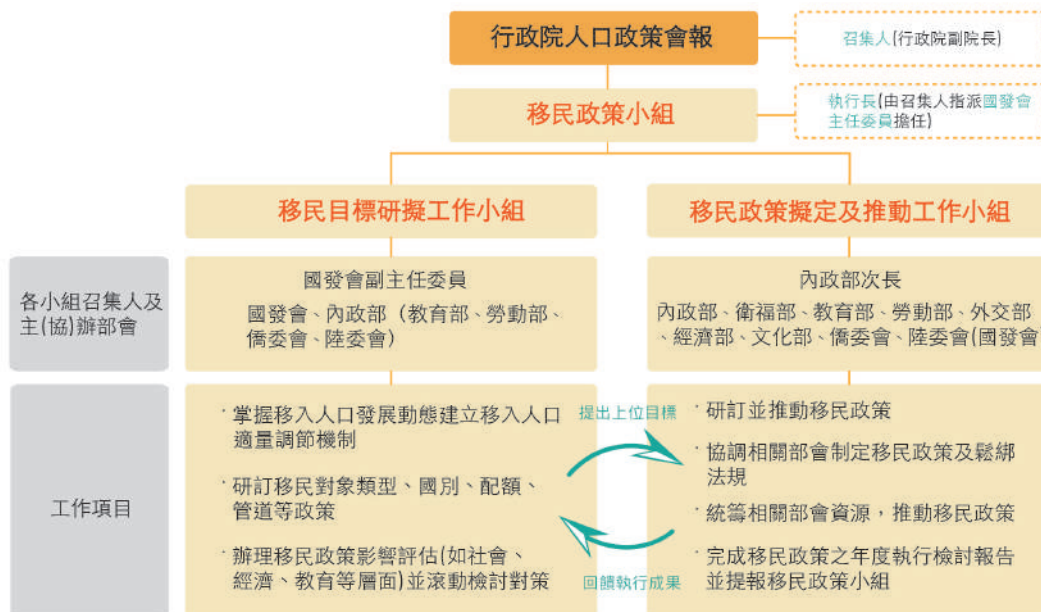 行政院人口政策會報
召集人(行政院副院長)
移民政策小組
執行長(由召集人指派國發會
主任委員擔任)
移民目標研擬工作小組
移民政策擬定及推動工作小組
各小組召集人及
主(協)辦部會
國發會副主任委員
國發會、內政部（教育部、勞動部、
僑委會、陸委會）
內政部次長
內政部、衛福部、教育部、勞動部、外交部
、經濟部、文化部、僑委會、陸委會(國發會)
工作項目
·掌握移入人口發展動態建立移入人口
適量調節機制
·研訂移民對象類型、國別、配額、
管道等政策
·辦理移民政策影響評估(如社會、
經濟、教育等層面)並滾動檢討對策
提出上位目標
回饋執行成果
·研訂並推動移民政策
·協調相關部會制定移民政策及鬆綁
法規
·統籌相關部會資源，推動移民政策
·完成移民政策之年度執行檢討報告
並提報移民政策小組